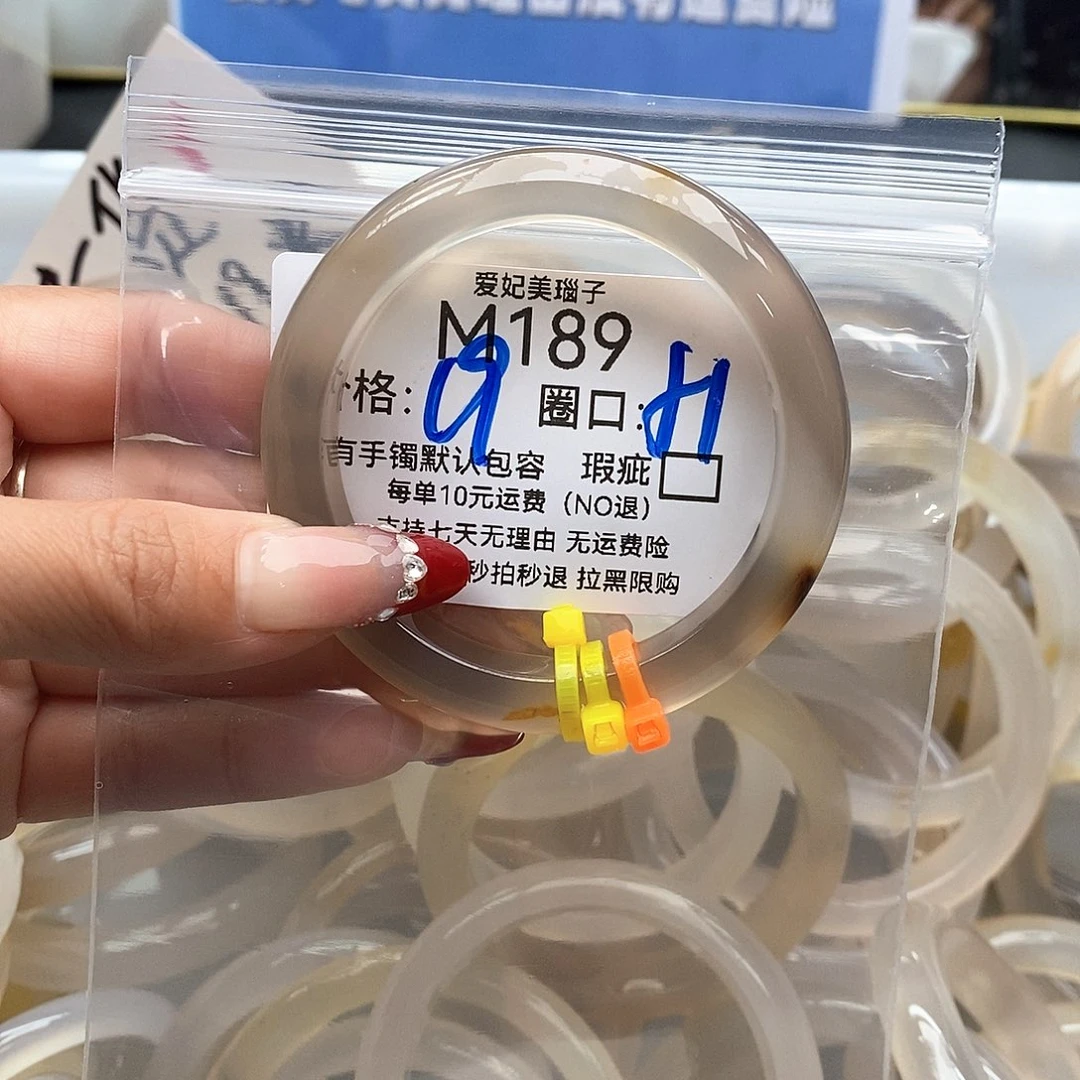 爱妃美瑙子
M189
价格: 9 圈口: H
有手镯默认包容 瑕疵
每单10元运费（NO退）
支持七天无理由 无运费险
秒拍秒退 拉黑限购